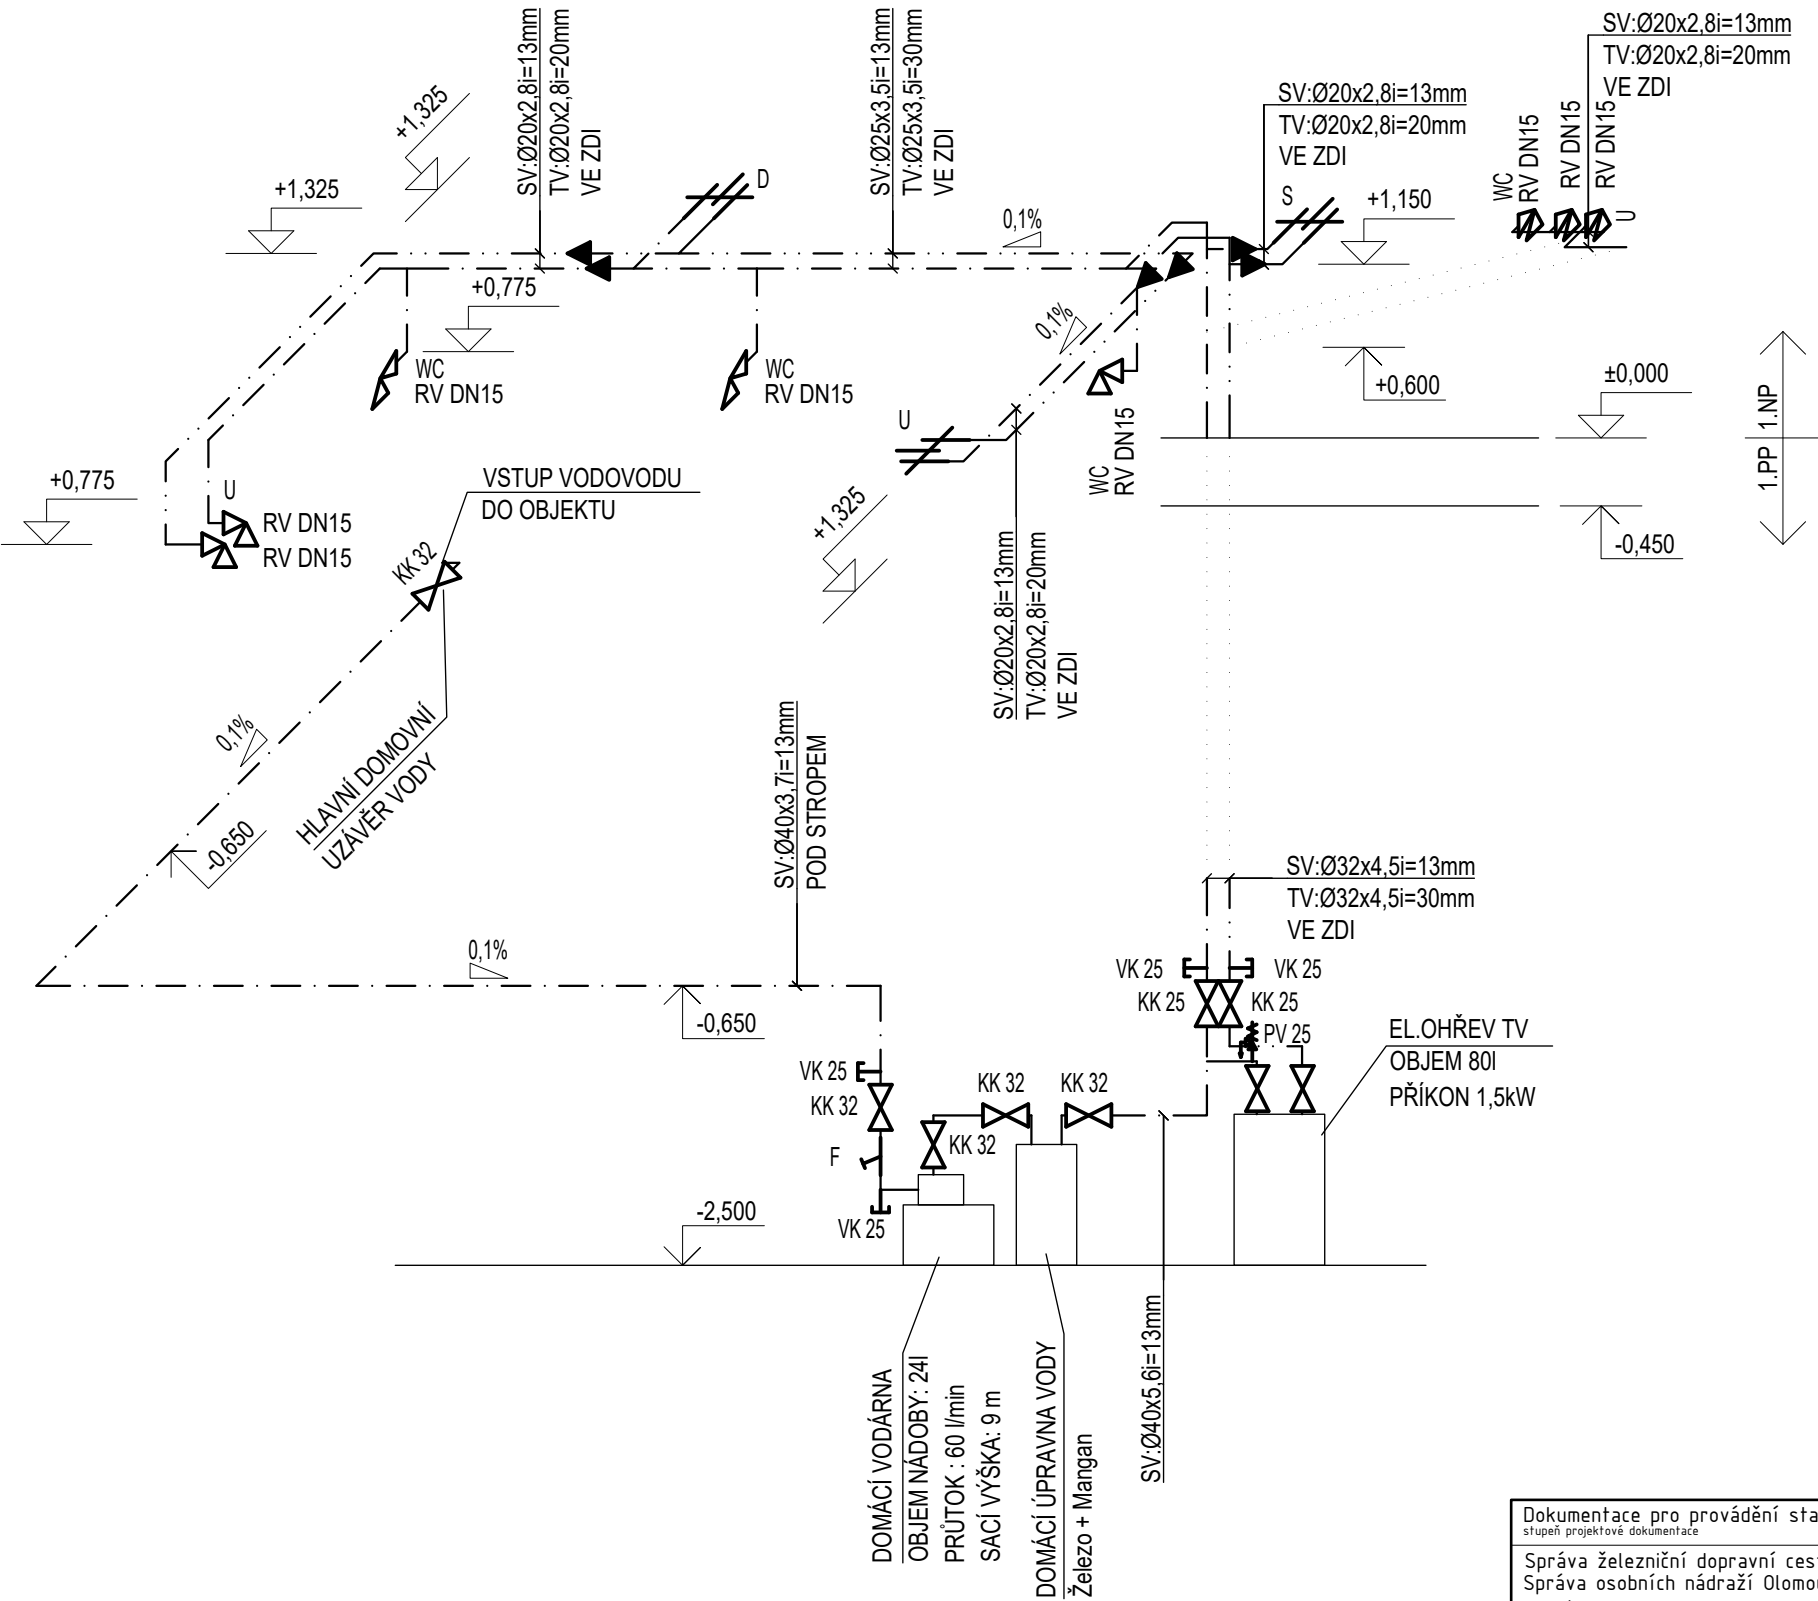 SV:Ø20x2,8i=13mm
TV:Ø20x2,8i=20mm
VE ZDI
SV:Ø25x3,5i=13mm
TV:Ø25x3,5i=30mm
VE ZDI
SV:Ø20x2,8i=13mm
TV:Ø20x2,8i=20mm
VE ZDI
SV:Ø20x2,8i=13mm
TV:Ø20x2,8i=20mm
VE ZDI
+1,325
+1,325
D
0,1%
S
+1,150
WC
RV DN15
RV DN15
RV DN15
U
+0,775
0,1%
WC
RV DN15
WC
RV DN15
+0,600
±0,000
1.NP
1.PP
U
WC
RV DN15
+0,775
U
RV DN15
RV DN15
VSTUP VODOVODU
DO OBJEKTU
KK 32
+1,325
-0,450
SV:Ø20x2,8i=13mm
TV:Ø20x2,8i=20mm
VE ZDI
0,1%
HLAVNÍ DOMOVNÍ
UZÁVĚR VODY
-0,650
SV:Ø40x3,7i=13mm
POD STROPEM
SV:Ø32x4,5i=13mm
TV:Ø32x4,5i=30mm
VE ZDI
0,1%
-0,650
VK 25
VK 25
KK 25
KK 25
PV 25
EL.OHŘEV TV
OBJEM 80l
PŘÍKON 1,5kW
VK 25
KK 32
KK 32
KK 32
KK 32
F
VK 25
-2,500
DOMÁCÍ VODÁRNA
OBJEM NÁDOBY: 24l
PRŮTOK : 60 l/min
SACÍ VÝŠKA: 9 m
DOMÁCÍ ÚPRAVNA VODY
Železo + Mangan
SV:Ø40x5,6i=13mm
Dokumentace pro provádění sta
stupeň projektové dokumentace
Správa železniční dopravní cest
Správa osobních nádraží Olomou